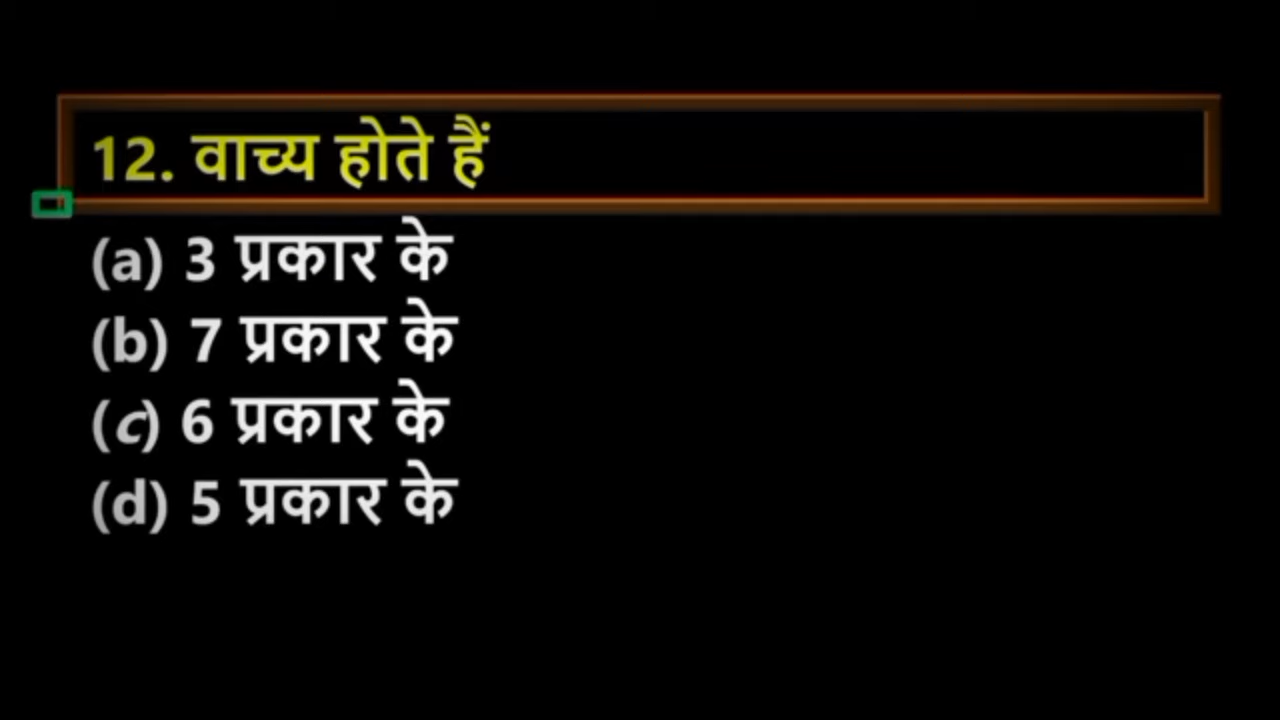 12. वाच्य होते हैं
(a) 3 प्रकार के
(b) 7 प्रकार के
(c) 6 प्रकार के
(d) 5 प्रकार के